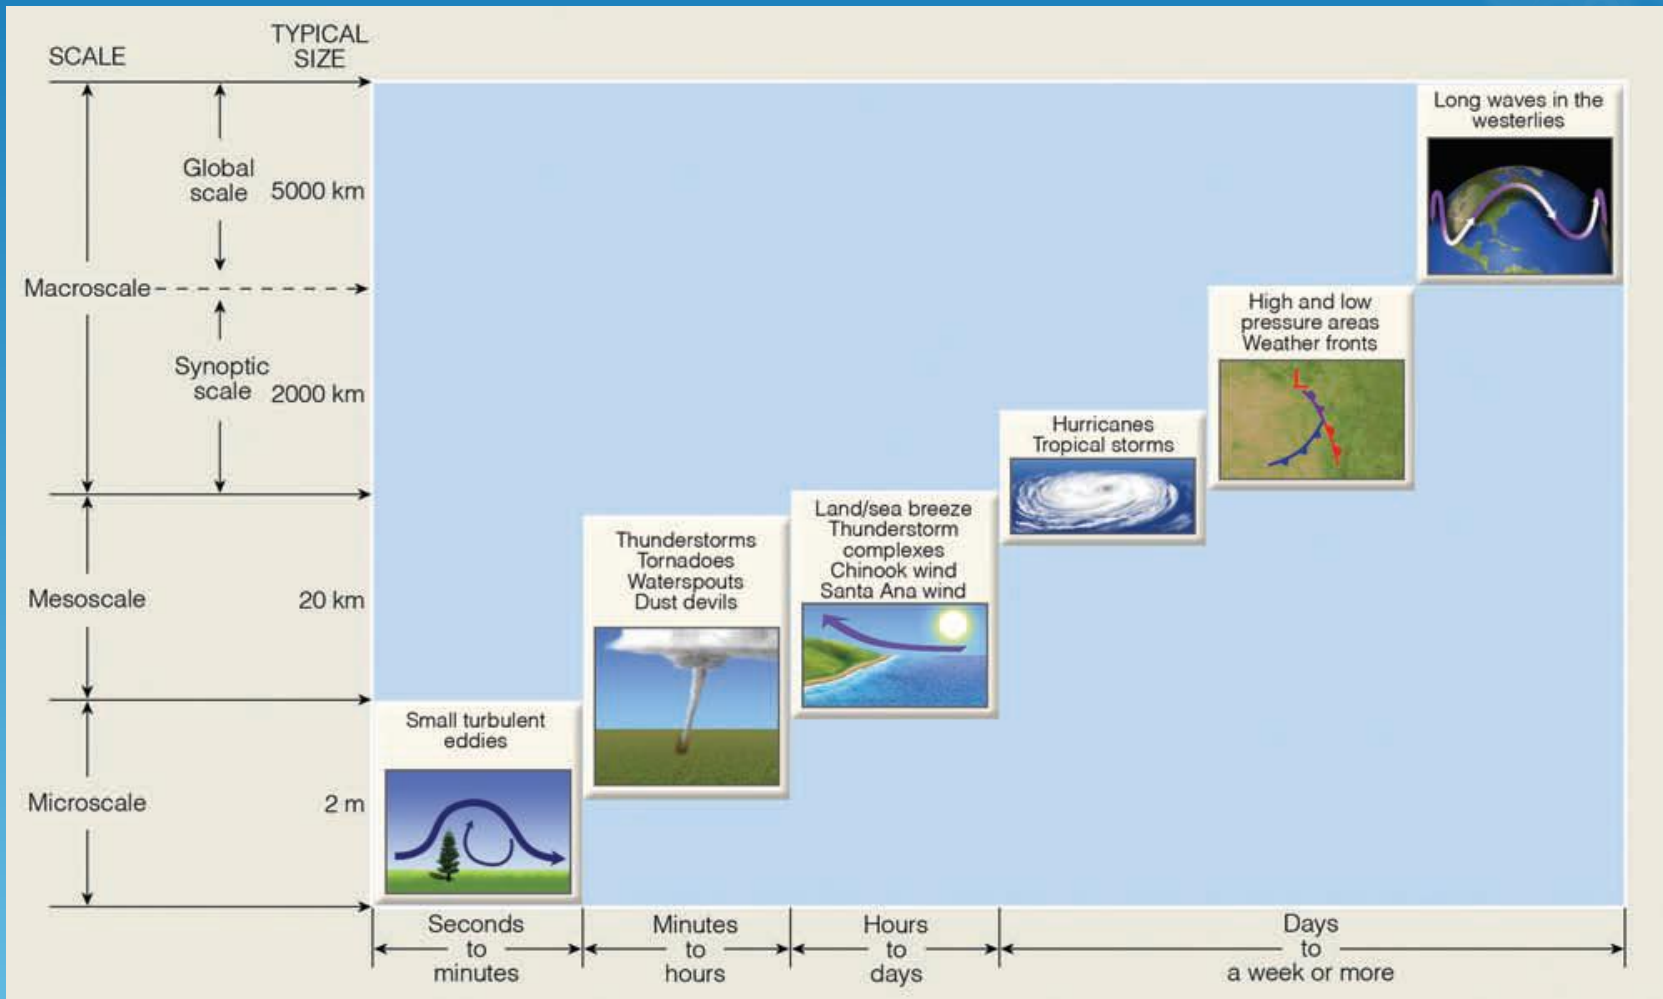 SCALE
TYPICAL
SIZE
Global
scale
5000 km
Macroscale
Synoptic
scale
2000 km
Mesoscale
20 km
Microscale
2 m
Small turbulent
eddies
Thunderstorms
Tornadoes
Waterspouts
Dust devils
Land/sea breeze
Thunderstorm
complexes
Chinook wind
Santa Ana wind
Hurricanes
Tropical storms
High and low
pressure areas
Weather fronts
L
Long waves in the
westerlies
Seconds
to
minutes
Minutes
to
hours
Hours
to
days
Days
to
a week or more